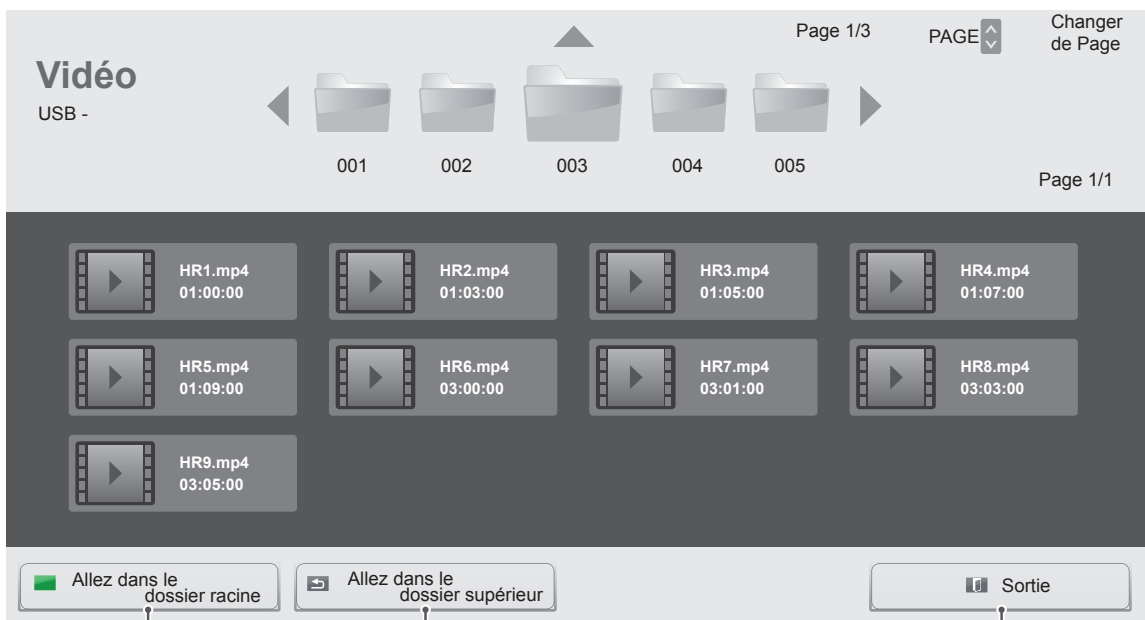 Page 1/3
PAGE
Changer
de Page
Vidéo
USB -
001 002 003 004 005
Page 1/1
HR1.mp4
01:00:00
HR2.mp4
01:03:00
HR3.mp4
01:05:00
HR4.mp4
01:07:00
HR5.mp4
01:09:00
HR6.mp4
03:00:00
HR7.mp4
03:01:00
HR8.mp4
03:03:00
HR9.mp4
03:05:00
Allez dans le
dossier racine
Allez dans le
dossier supérieur
Sortie